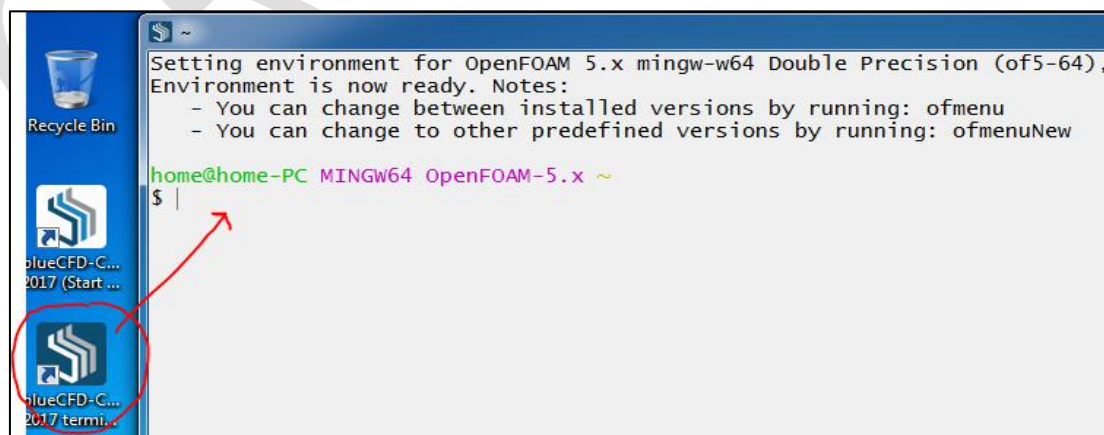 ~
Setting environment for OpenFOAM 5.x mingw-w64 Double Precision (of5-64),
Environment is now ready. Notes:
- You can change between installed versions by running: ofmenu
- You can change to other predefined versions by running: ofmenuNew
home@home-PC MINGW64 OpenFOAM-5.x ~
$
Recycle Bin
blueCFD-C...
2017 (Start ...
blueCFD-C...
2017 termi...